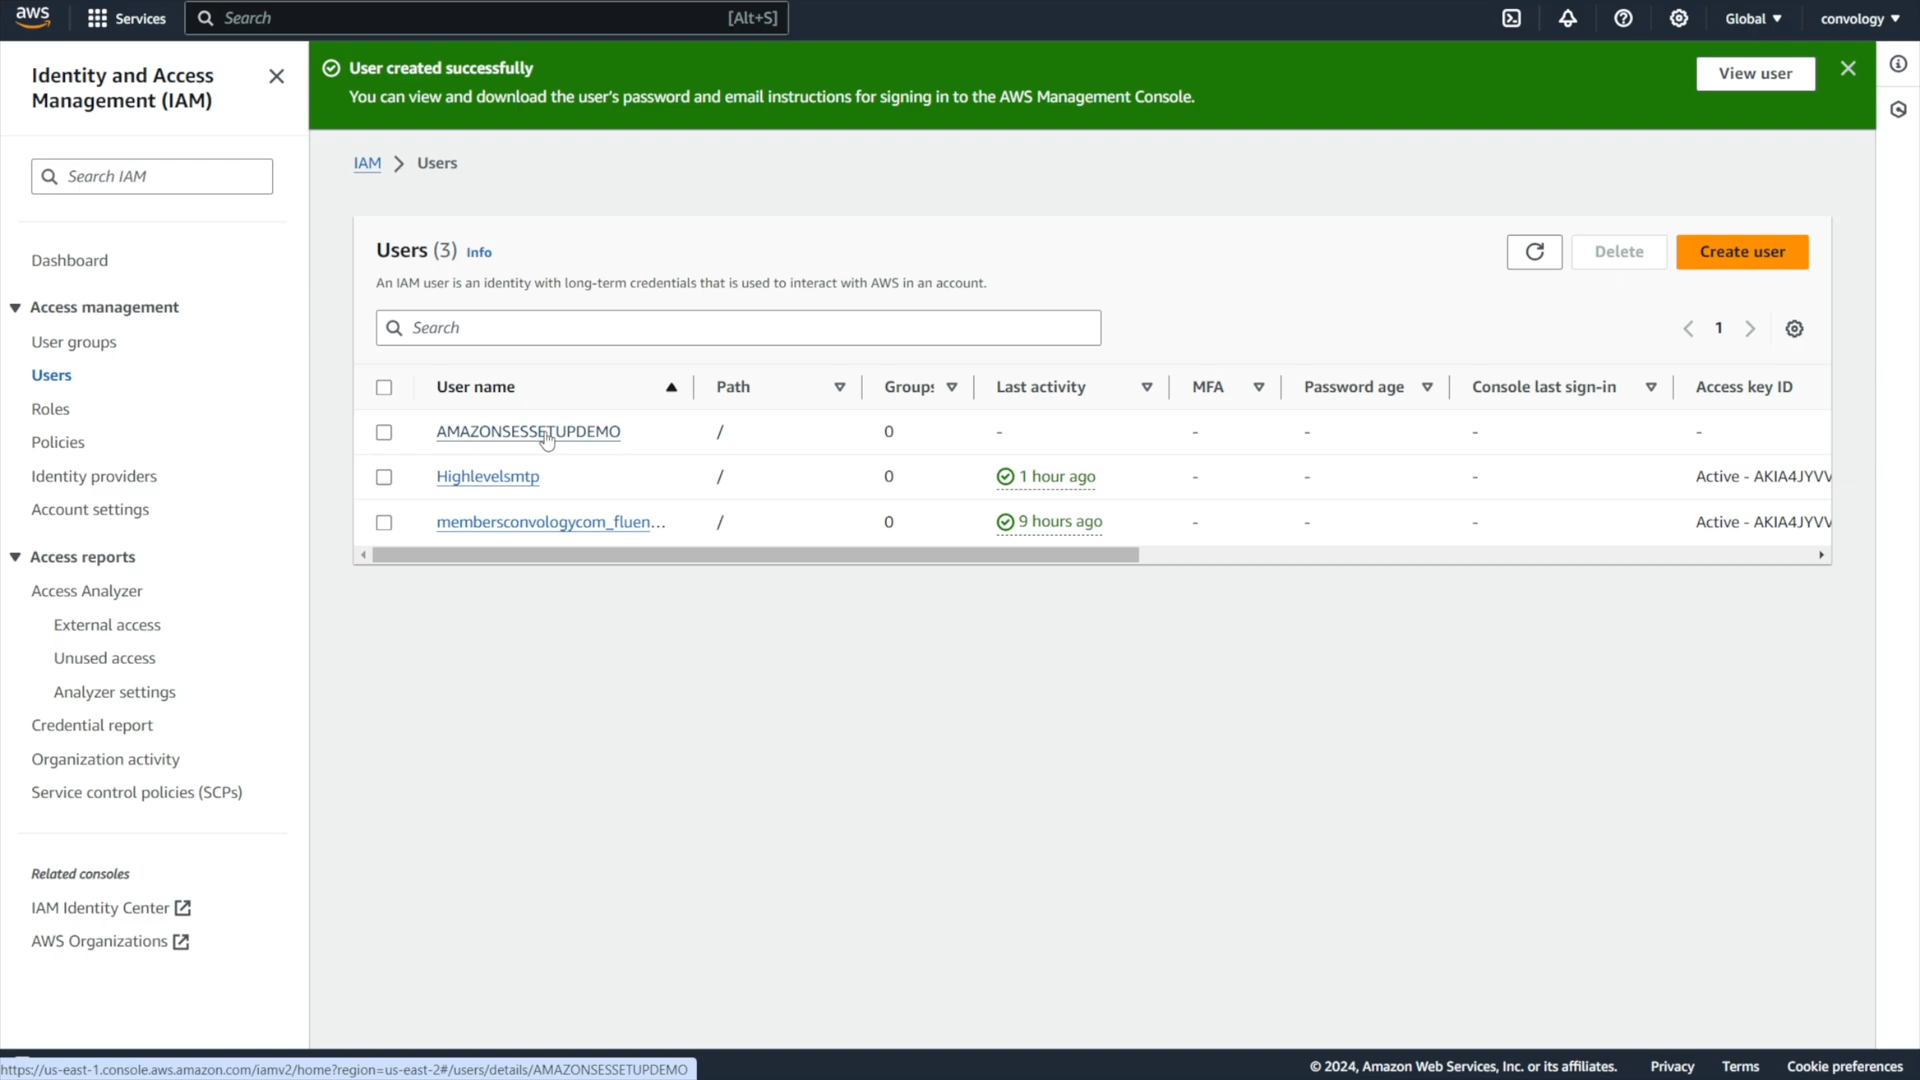 aws
Services
Search
[Alt+S]
Global
convology
Identity and Access
Management (IAM)
Search IAM
Dashboard
Access management
User groups
Users
Roles
Policies
Identity providers
Account settings
Access reports
Access Analyzer
External access
Unused access
Analyzer settings
Credential report
Organization activity
Service control policies (SCPs)
Related consoles
IAM Identity Center
AWS Organizations
User created successfully
You can view and download the user's password and email instructions for signing in to the AWS Management Console.
View user
IAM > Users
Users (3) Info
Delete
Create user
An IAM user is an identity with long-term credentials that is used to interact with AWS in an account.
Search
1
User name Path Groups Last activity MFA Password age Console last sign-in Access key ID
AMAZONSESSETUPDEMO / 0 - - - - -
Highlevelsmtp / 0 1 hour ago - - - Active - AKIA4JYVV
membersconvologycom_fluen... / 0 9 hours ago - - - Active - AKIA4JYVV
https://us-east-1.console.aws.amazon.com/iamv2/home?region=us-east-2#/users/details/AMAZONSESSETUPDEMO
© 2024, Amazon Web Services, Inc. or its affiliates. Privacy Terms Cookie preferences